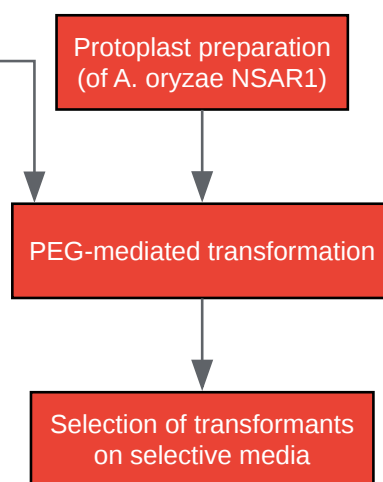 Protoplast preparation
(of A. oryzae NSAR1)
PEG-mediated transformation
Selection of transformants
on selective media